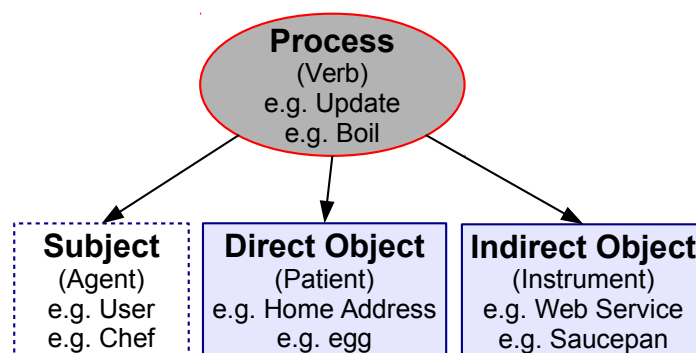 Process
(Verb)
e.g. Update
e.g. Boil
Subject
(Agent)
e.g. User
e.g. Chef
Direct Object
(Patient)
e.g. Home Address
e.g. egg
Indirect Object
(Instrument)
e.g. Web Service
e.g. Saucepan